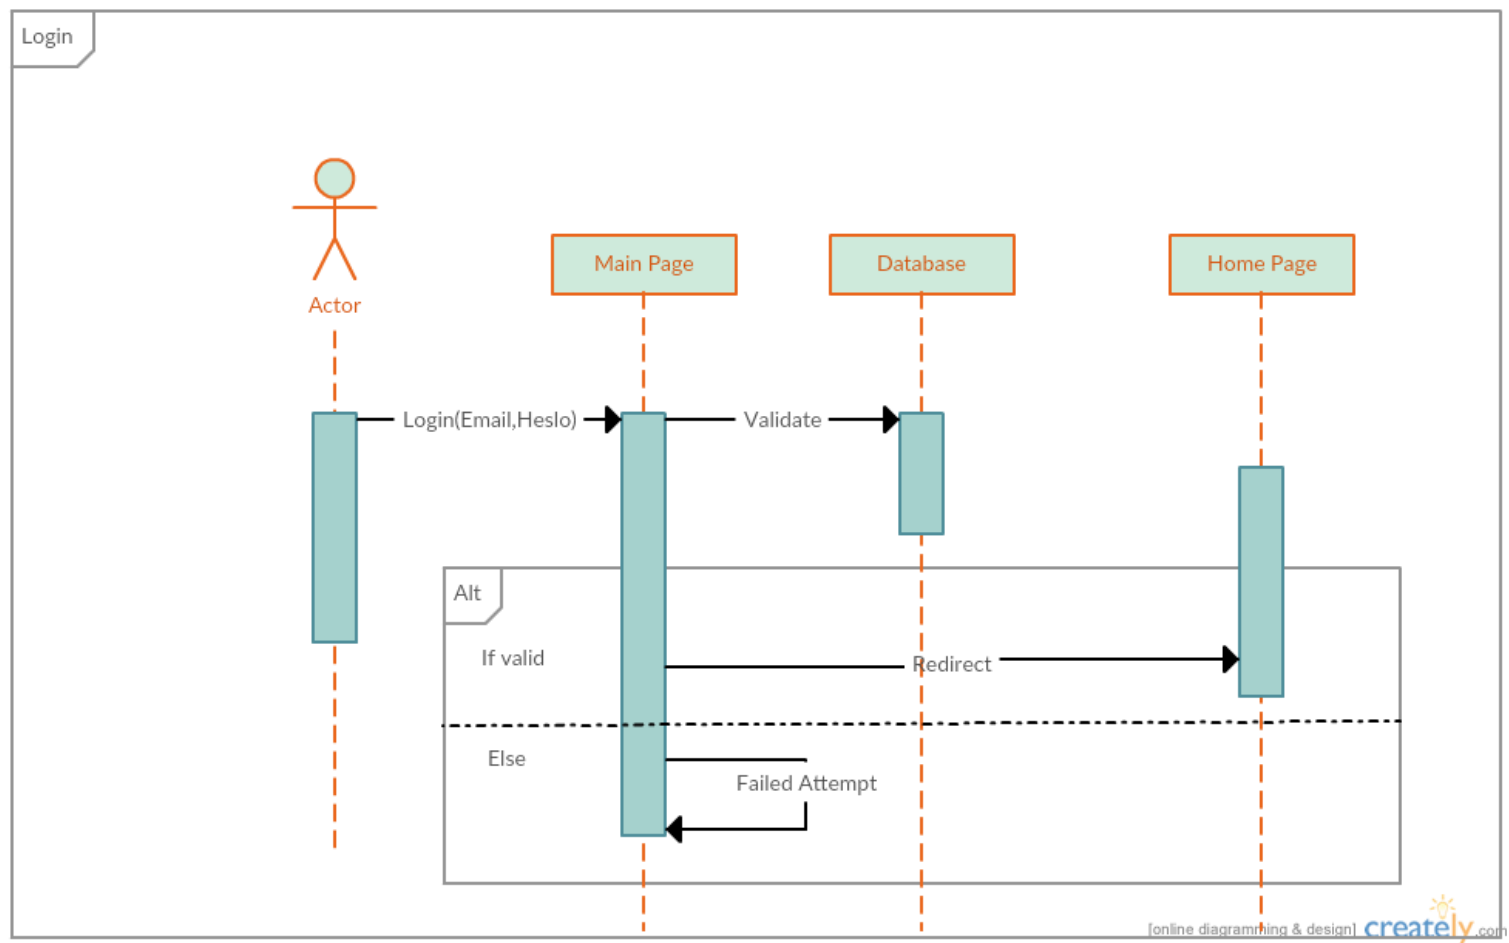 Login
Actor
Main Page
Database
Home Page
Login(Email,Heslo)
Validate
Alt
If valid
Redirect
Else
Failed Attempt
[online diagramming & design] creately.com